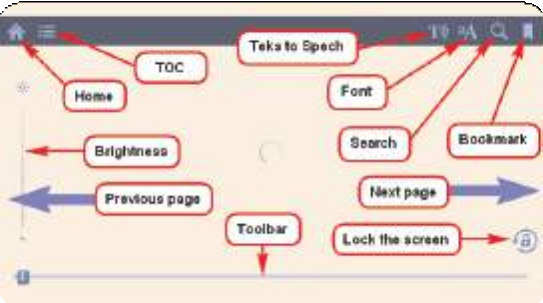 Teks to Spech
TOC
Home
Font
Search
Bookmark
Brightness
Previous page
Next page
Toolbar
Lock the screen